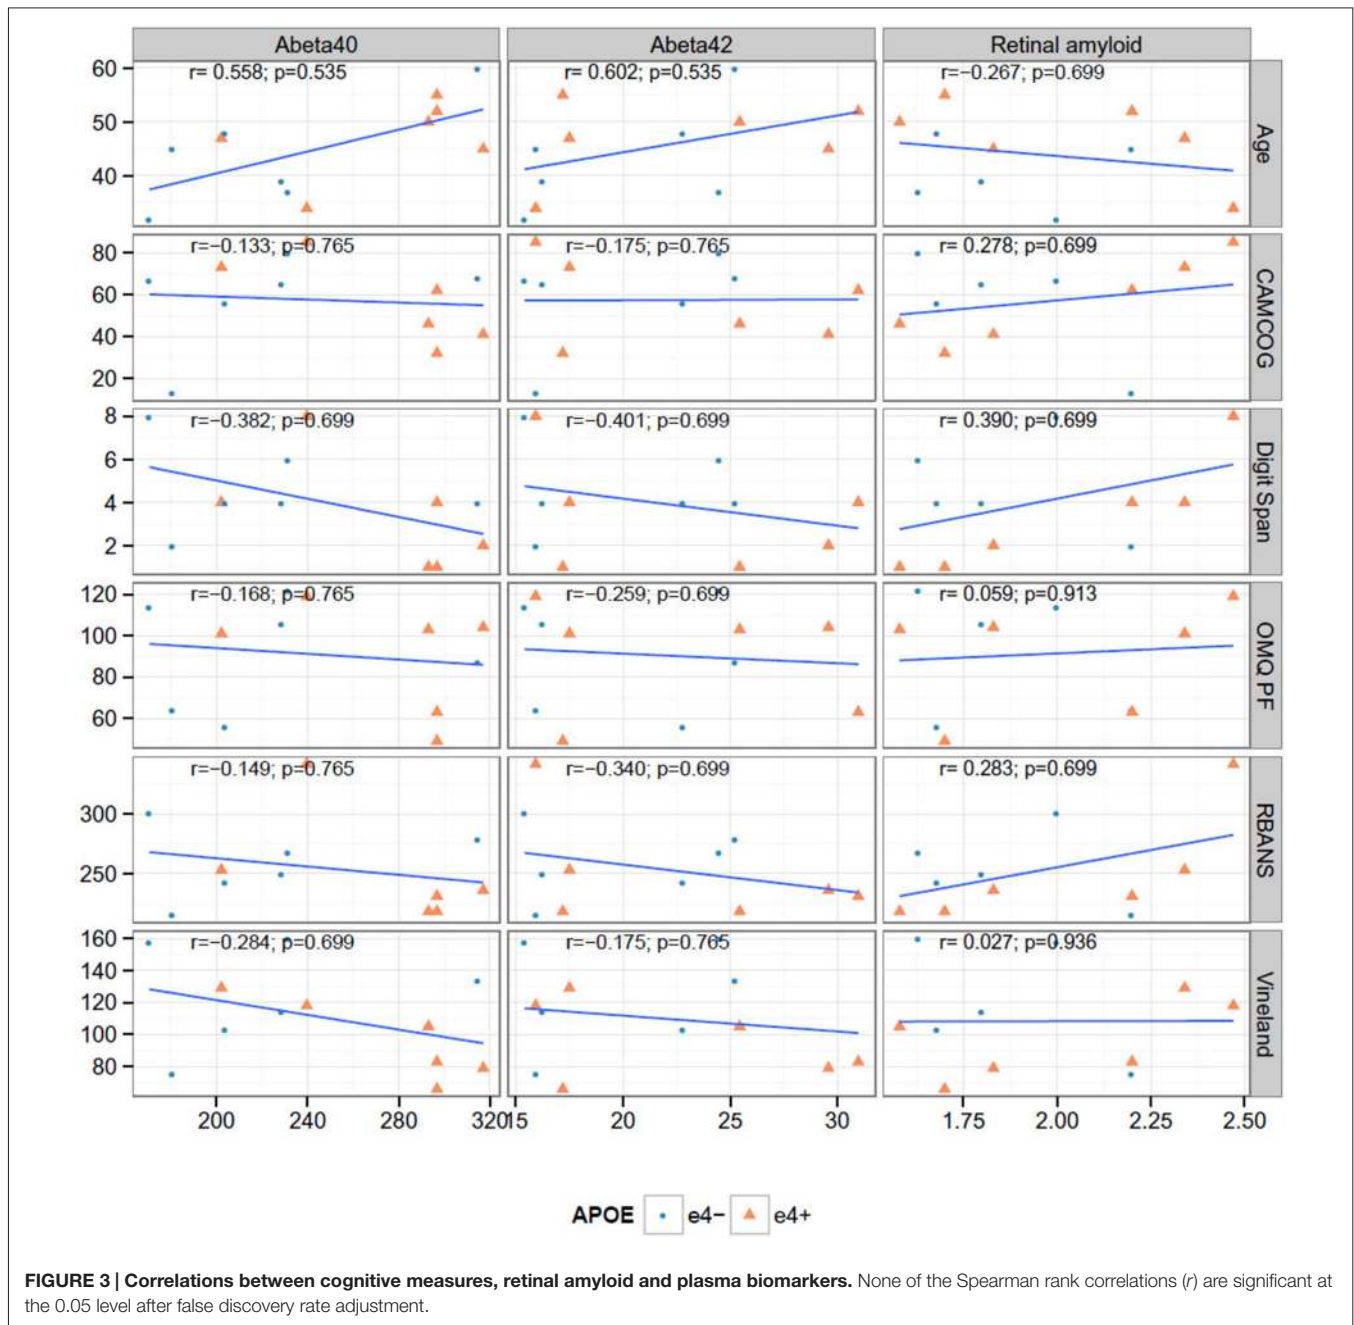 Abeta40 Abeta42 Retinal amyloid
r= 0.558; p=0.535 r= 0.602; p=0.535 r=−0.267; p=0.699
60
50
40
Age
r=−0.133; p=0.765 r=−0.175; p=0.765 r= 0.278; p=0.699
80
60
40
20
CAMCOG
r=−0.382; p=0.699 r=−0.401; p=0.699 r= 0.390; p=0.699
8
6
4
2
Digit Span
r=−0.168; p=0.765 r=−0.259; p=0.699 r= 0.059; p=0.913
120
100
80
60
OMQ PF
r=−0.149; p=0.765 r=−0.340; p=0.699 r= 0.283; p=0.699
300
250
RBANS
r=−0.284; p=0.699 r=−0.175; p=0.765 r= 0.027; p=0.936
160
140
120
100
80
Vineland
200 240 280 320 15 20 25 30 1.75 2.00 2.25 2.50
APOE e4− e4+
FIGURE 3 | Correlations between cognitive measures, retinal amyloid and plasma biomarkers. None of the Spearman rank correlations (r) are significant at
the 0.05 level after false discovery rate adjustment.